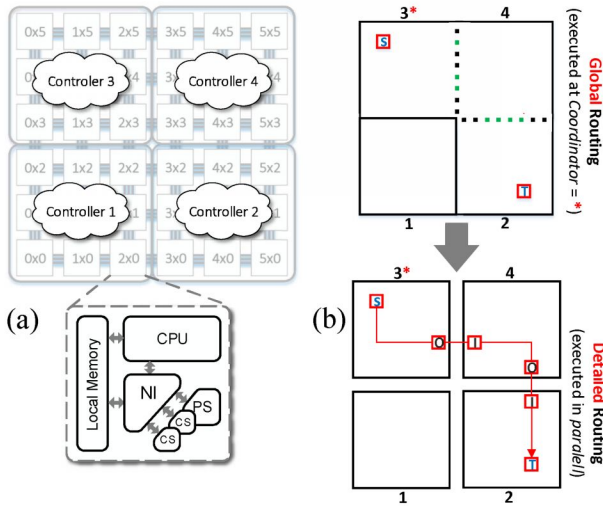 0x5 1x5 2x5 3x5 4x5 5x5
Controler 3
Controller 4
0x3 1x3 2x3 3x3 4x3 5x3
0x2 1x2 2x2 3x2 4x2 5x2
Controller 1
Controller 2
0x0 1x0 2x0 3x0 4x0 5x0
(a)
Local Memory
CPU
NI
PS
CS
CS
3*
4
S
T
1
2
Global Routing
(executed at Coordinator = *)
(b)
3*
4
S
O
I
O
I
T
1
2
Detailed Routing
(executed in paralell)